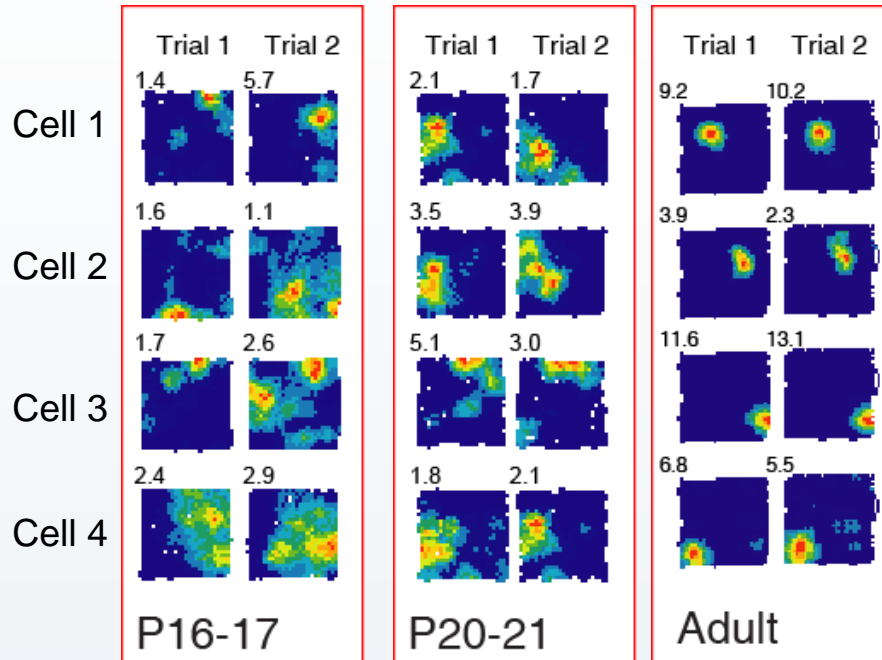 Trial 1 Trial 2 Trial 1 Trial 2 Trial 1 Trial 2
Cell 1 1.4 5.7 2.1 1.7 9.2 10.2
Cell 2 1.6 1.1 3.5 3.9 3.9 2.3
Cell 3 1.7 2.6 5.1 3.0 11.6 13.1
Cell 4 2.4 2.9 1.8 2.1 6.8 5.5
P16-17 P20-21 Adult